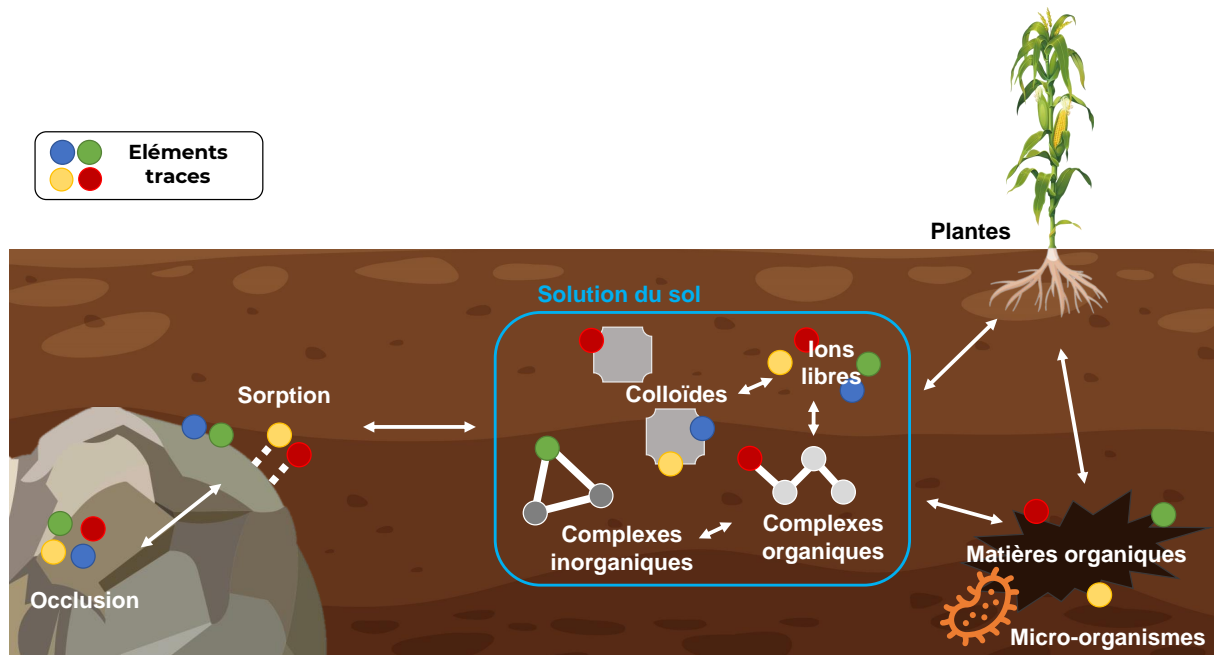 Eléments
traces
Plantes
Solution du sol
Ions
libres
Colloïdes
Sorption
Complexes
inorganiques
Complexes
organiques
Matières organiques
Occlusion
Micro-organismes